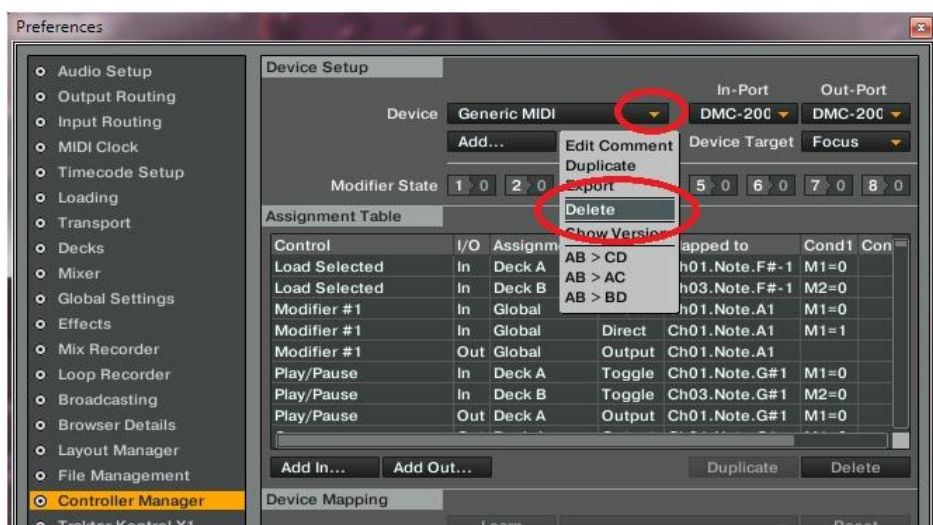 Preferences
Audio Setup
Output Routing
Input Routing
MIDI Clock
Timecode Setup
Loading
Transport
Decks
Mixer
Global Settings
Effects
Mix Recorder
Loop Recorder
Broadcasting
Browser Details
Layout Manager
File Management
Controller Manager
Traktor Kontrol X1
Device Setup
In-Port Out-Port
Device Generic MIDI DMC-200 DMC-200
Add... Device Target Focus
Modifier State 1 0 2 0 5 0 6 0 7 0 8 0
Edit Comment
Duplicate
Export
Delete
Show Version
AB > CD
AB > AC
AB > BD
Assignment Table
Control I/O Assignm apped to Cond1 Con
Load Selected In Deck A Ch01.Note.F#-1 M1=0
Load Selected In Deck B Ch03.Note.F#-1 M2=0
Modifier #1 In Global Ch01.Note.A1 M1=0
Modifier #1 In Global Direct Ch01.Note.A1 M1=1
Modifier #1 Out Global Output Ch01.Note.A1
Play/Pause In Deck A Toggle Ch01.Note.G#1 M1=0
Play/Pause In Deck B Toggle Ch03.Note.G#1 M2=0
Play/Pause Out Deck A Output Ch01.Note.G#1 M1=0
Add In... Add Out... Duplicate Delete
Device Mapping
Learn Reset